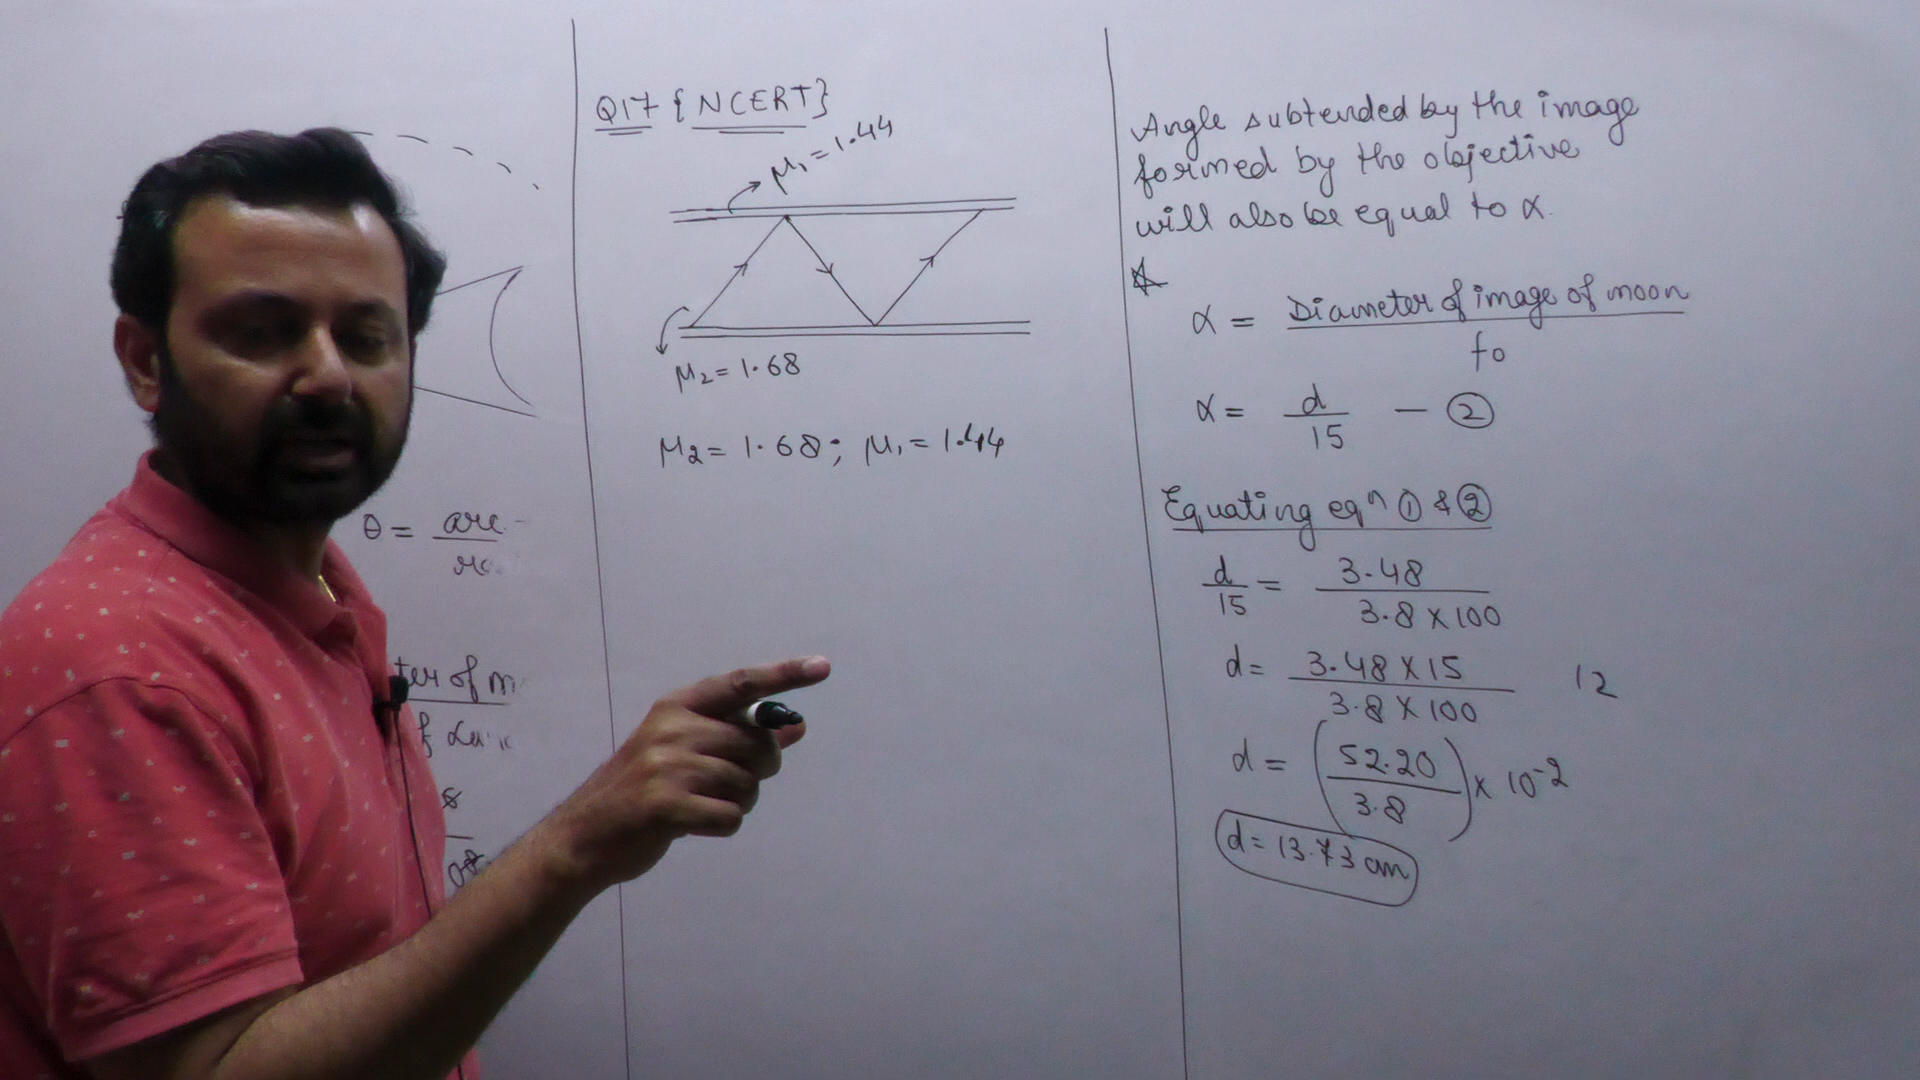 θ = arc
ter of m
Q17 {NCERT}
μ₁ = 1.44
μ₂ = 1.68
μ₂ = 1.68; μ₁ = 1.44
Angle subtended by the image
formed by the objective
will also be equal to α.
α = Diameter of image of moon
fo
α = d/15 — ②
Equating eqⁿ ① & ②
d/15 = 3.48/3.8 × 100
d = 3.48 × 15/3.8 × 100
12
d = (52.20/3.8) × 10⁻²
d = 13.73 cm